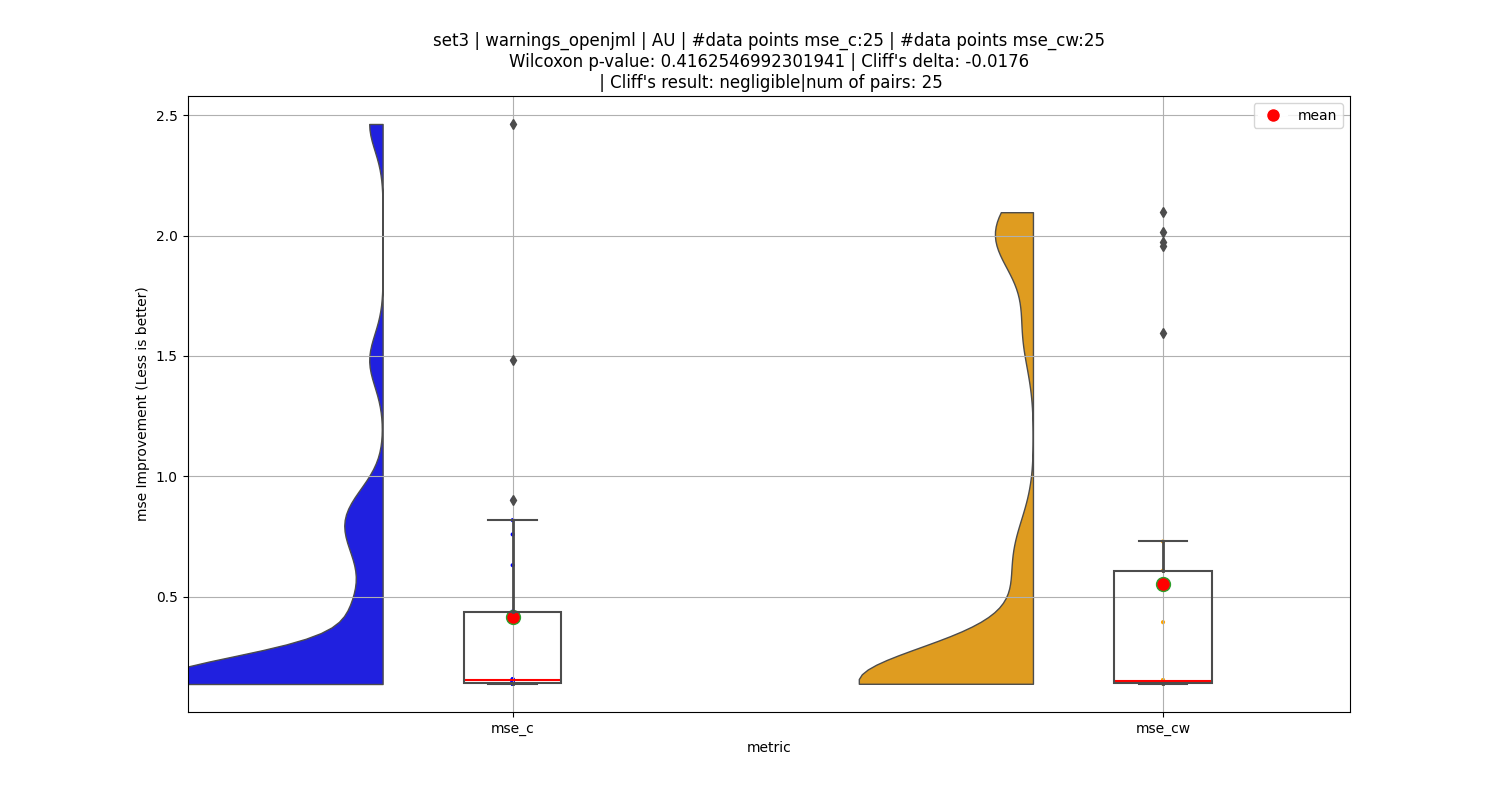 set3 | warnings_openjml | AU | #data points mse_c:25 | #data points mse_cw:25
Wilcoxon p-value: 0.4162546992301941 | Cliff's delta: -0.0176
| Cliff's result: negligible|num of pairs: 25
mean
2.5
2.0
1.5
1.0
0.5
mse Improvement (Less is better)
mse_c
mse_cw
metric